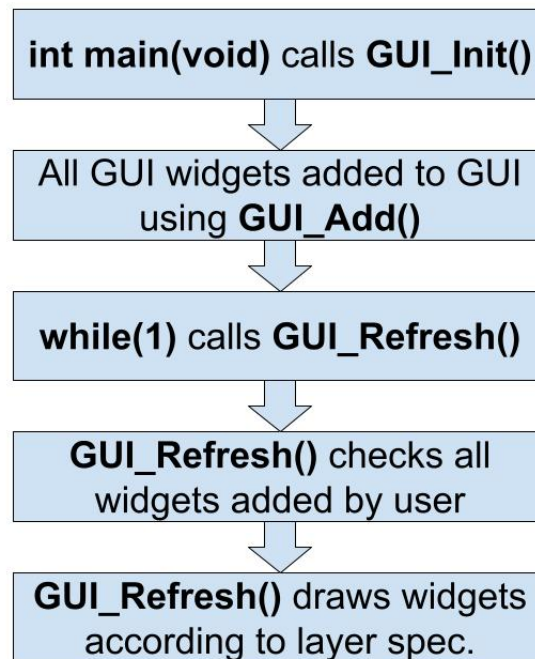 int main(void) calls GUI_Init()
All GUI widgets added to GUI
using GUI_Add()
while(1) calls GUI_Refresh()
GUI_Refresh() checks all
widgets added by user
GUI_Refresh() draws widgets
according to layer spec.